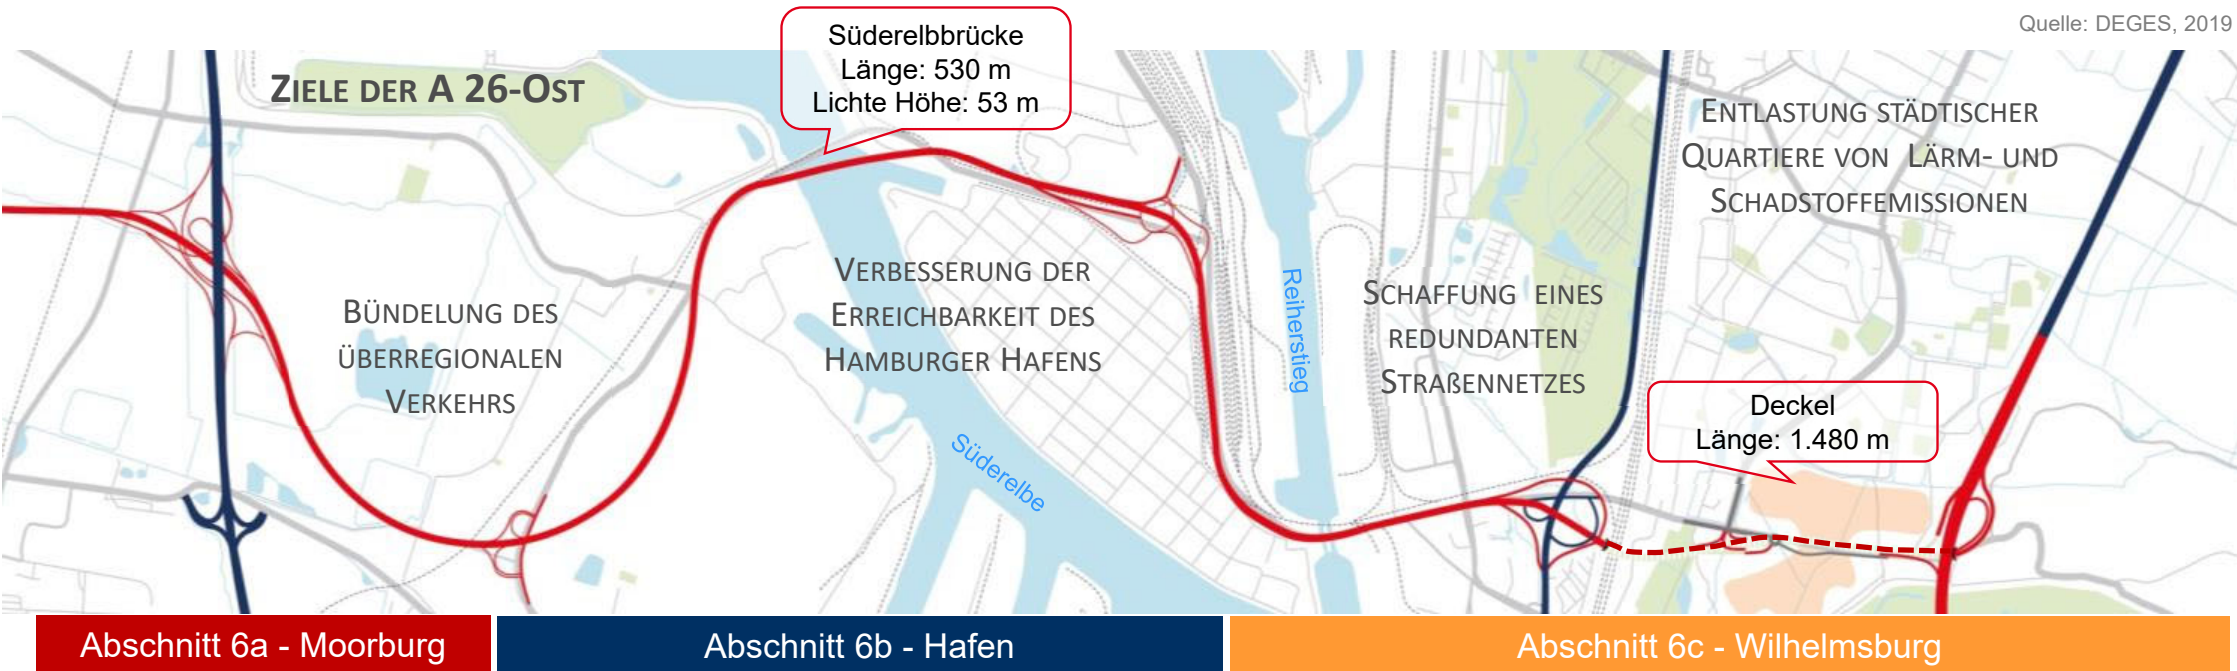 Quelle: DEGES, 2019
ZIELE DER A 26-OST
Süderelbbrücke
Länge: 530 m
Lichte Höhe: 53 m
ENTLASTUNG STÄDTISCHER
QUARTIERE VON LÄRM- UND
SCHADSTOFFEMISSIONEN
BÜNDELUNG DES
ÜBERREGIONALEN
VERKEHRS
VERBESSERUNG DER
ERREICHBARKEIT DES
HAMBURGER HAFENS
Reiherstieg
SCHAFFUNG EINES
REDUNDANTEN
STRAßENNETZES
Deckel
Länge: 1.480 m
Süderelbe
Abschnitt 6a - Moorburg
Abschnitt 6b - Hafen
Abschnitt 6c - Wilhelmsburg